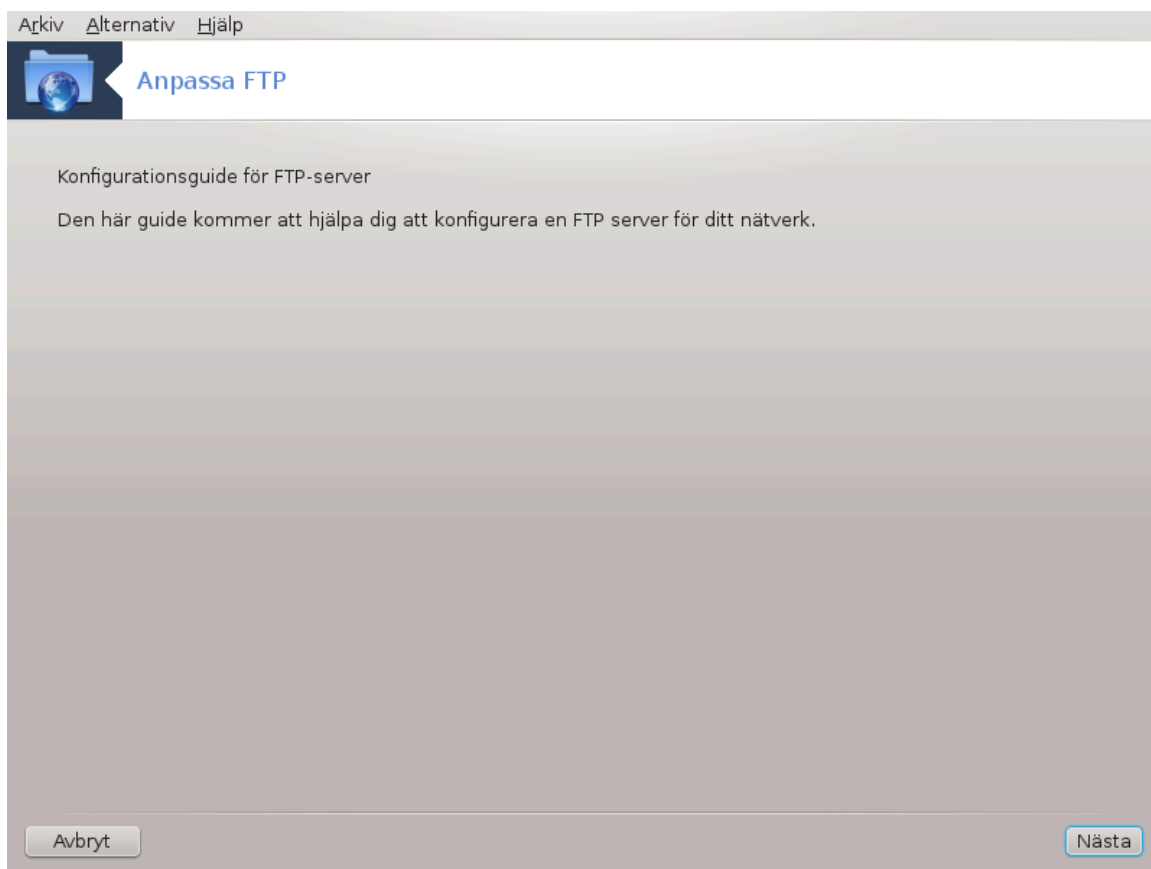 Arkiv Alternativ Hjälp
Anpassa FTP
Konfigurationsguide för FTP-server
Den här guide kommer att hjälpa dig att konfigurera en FTP server för ditt nätverk.
Avbryt Nästa